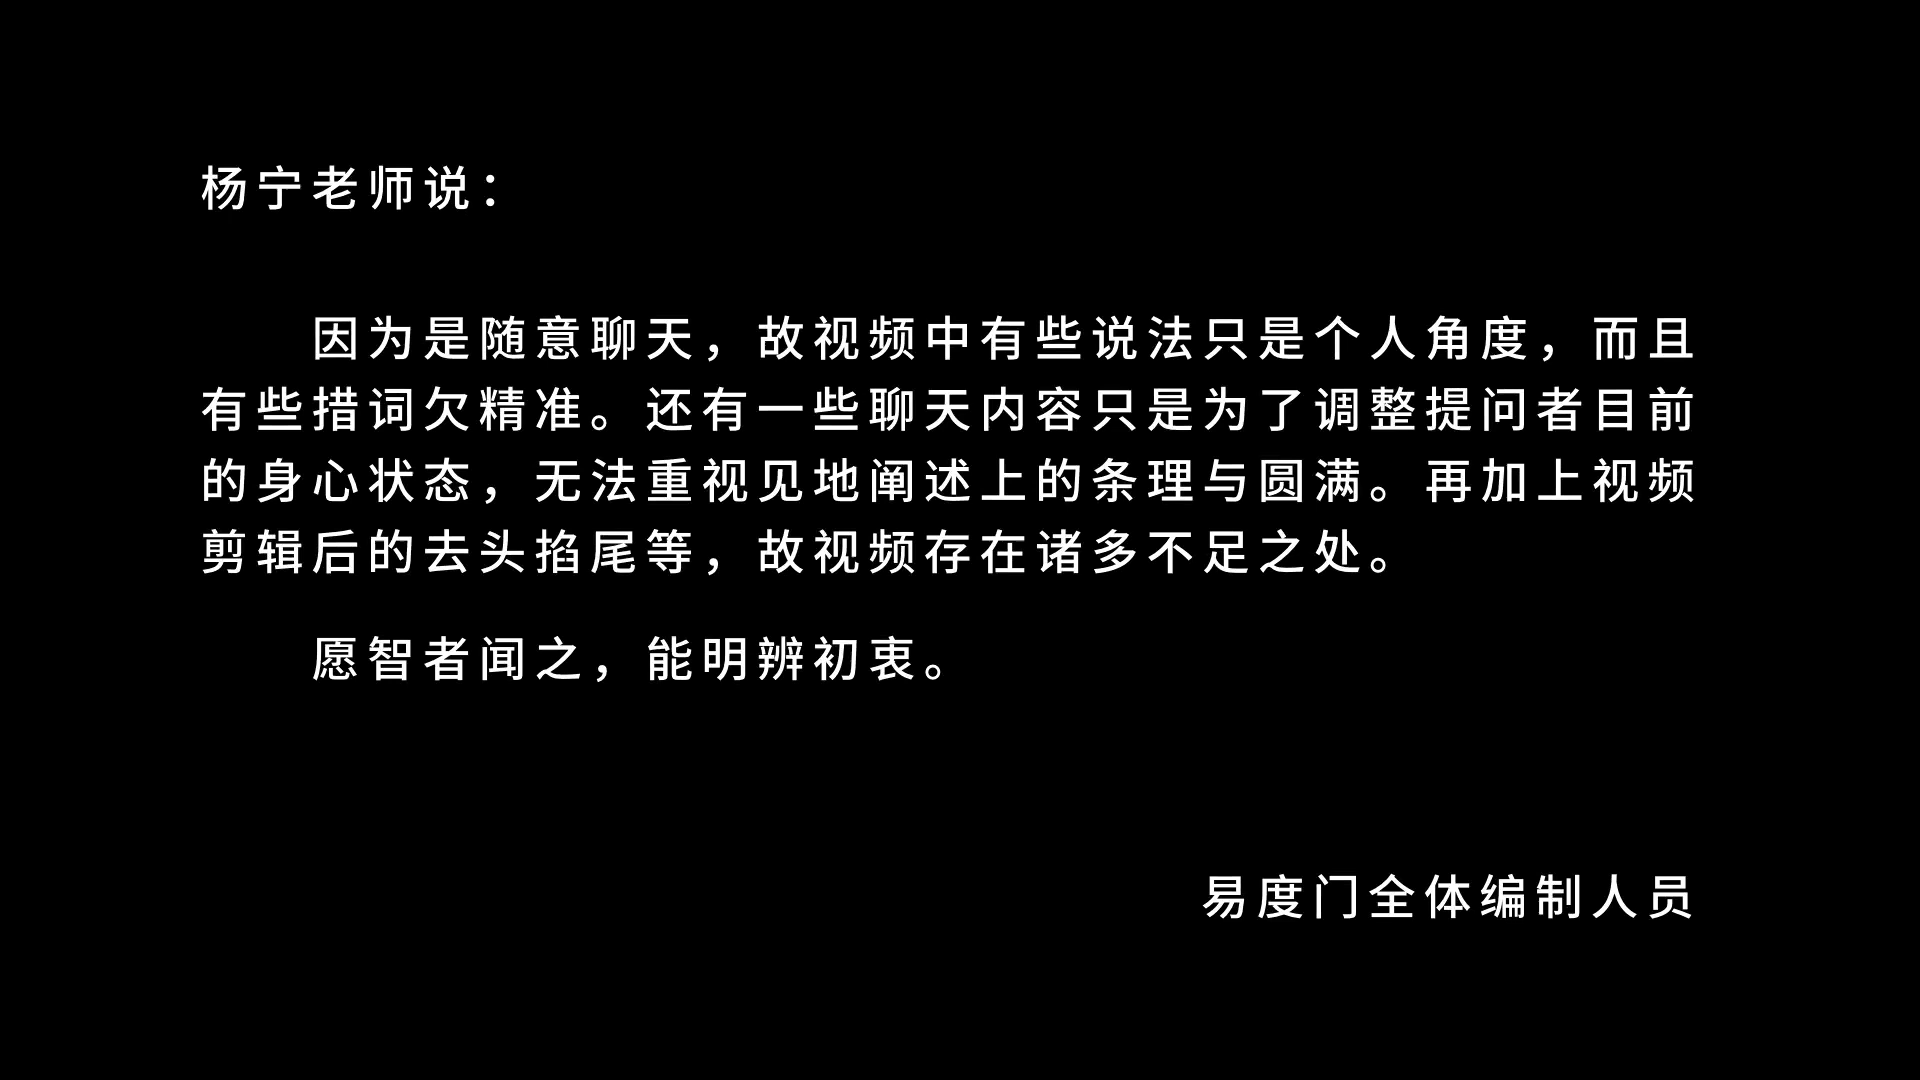 杨宁老师说：
因为是随意聊天，故视频中有些说法只是个人角度，而且
有些措词欠精准。还有一些聊天内容只是为了调整提问者目前
的身心状态，无法重视见地阐述上的条理与圆满。再加上视频
剪辑后的去头掐尾等，故视频存在诸多不足之处。
愿智者闻之，能明辨初衷。
易度门全体编制人员